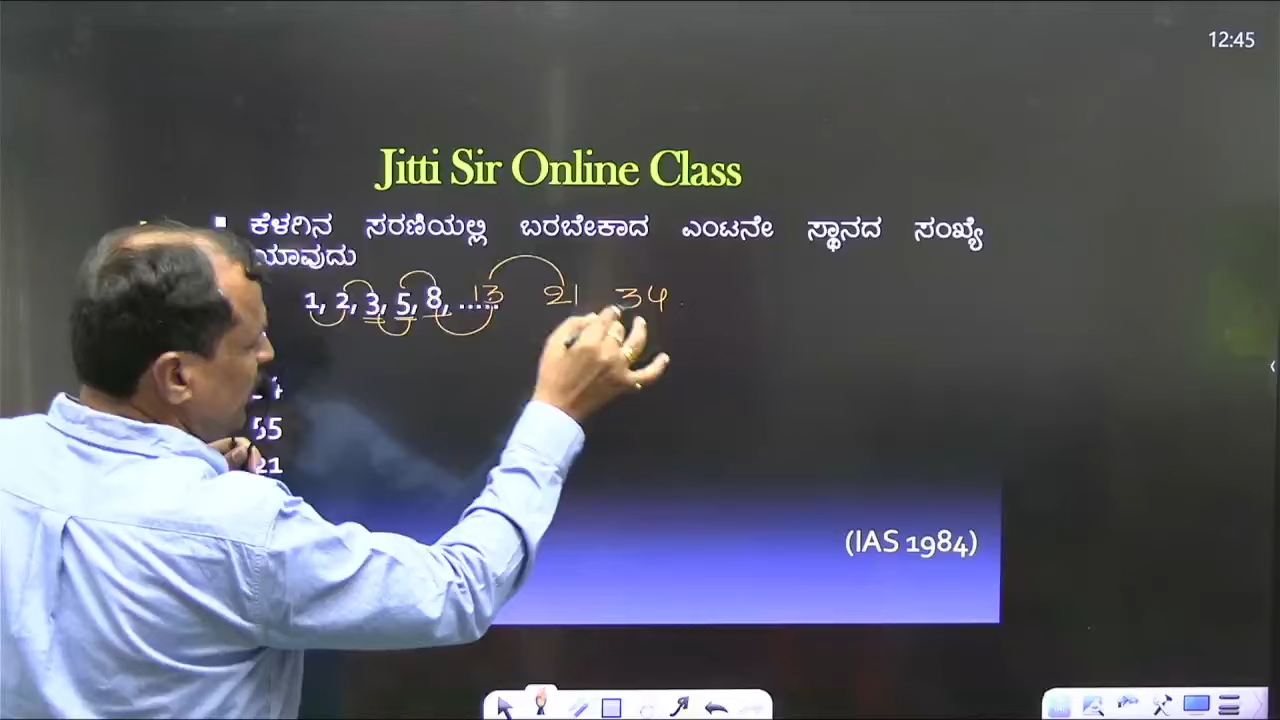 12:45
Jitti Sir Online Class
ಕೆಳಗಿನ ಸರಣಿಯಲ್ಲಿ ಬರಬೇಕಾದ ಎಂಟನೇ ಸ್ಥಾನದ ಸಂಖ್ಯೆ
ಯಾವುದು
1, 2, 3, 5, 8, ..... 13 21 34
55
21
(IAS 1984)